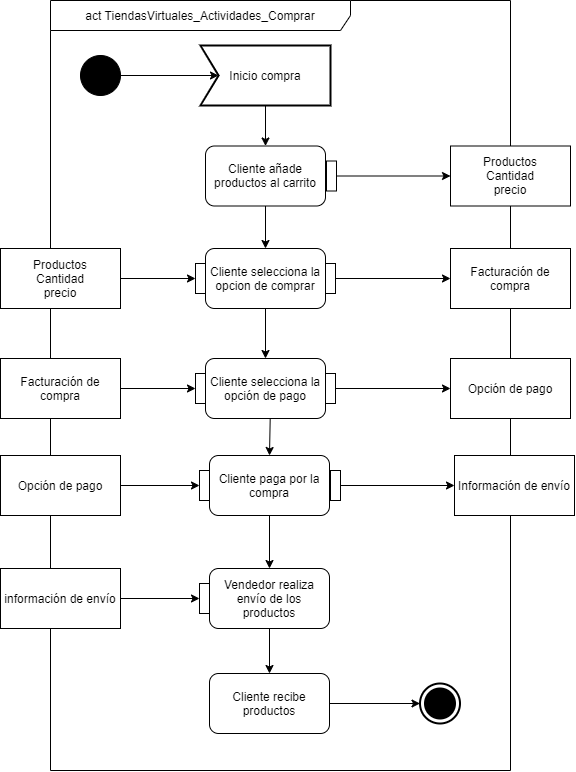 act TiendasVirtuales_Actividades_Comprar
Inicio compra
Cliente añade
productos al carrito
Productos
Cantidad
precio
Productos
Cantidad
precio
Cliente selecciona la
opcion de comprar
Facturación de
compra
Facturación de
compra
Cliente selecciona la
opción de pago
Opción de pago
Opción de pago
Cliente paga por la
compra
Información de envío
información de envío
Vendedor realiza
envío de los
productos
Cliente recibe
productos